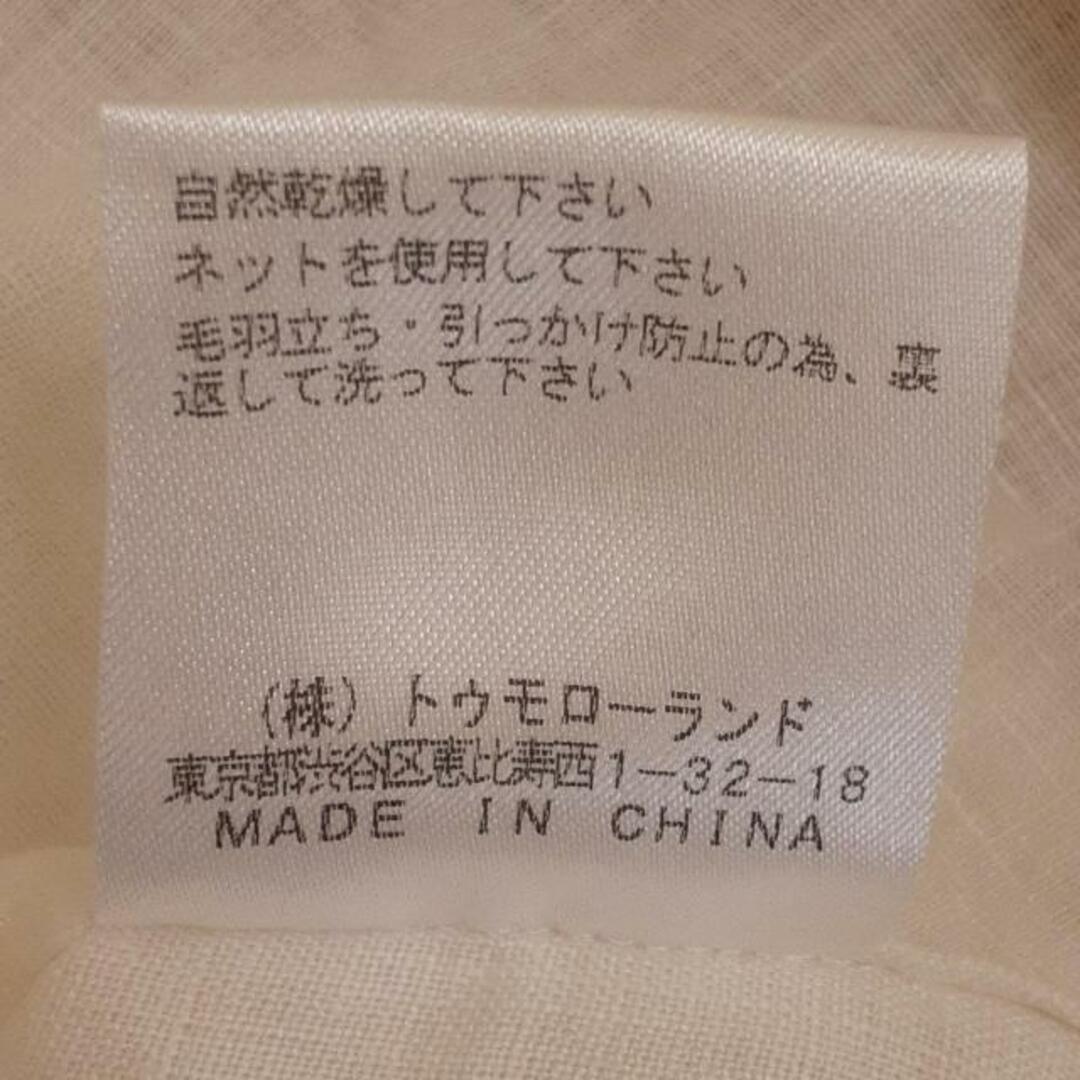 自然乾燥して下さい
ネットを使用して下さい
毛羽立ち・引っかけ防止の為、裏
返して洗って下さい
(株) トゥモローランド
東京都渋谷区恵比寿西1-32-18
MADE IN CHINA